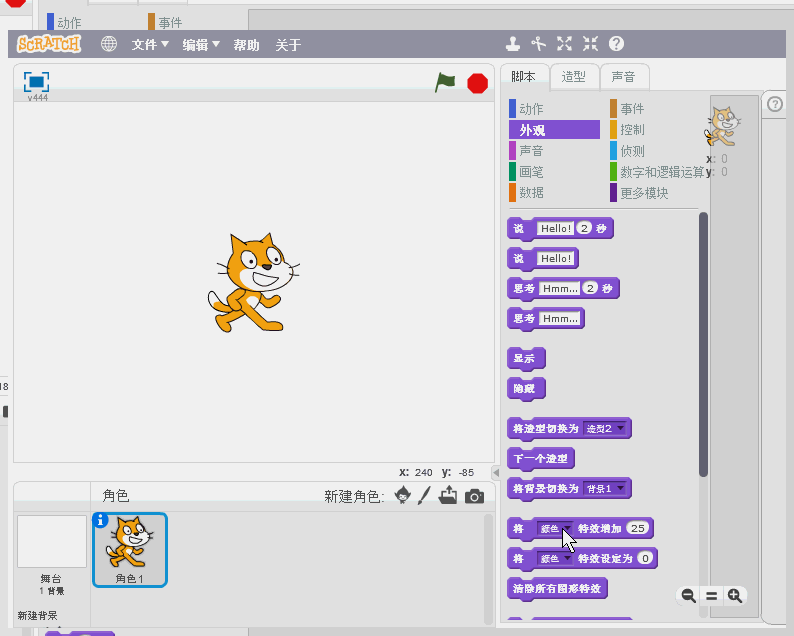 动作
事件
SCRATCH
文件 编辑 帮助 关于
v444
脚本 造型 声音
动作 事件
外观 控制
声音 侦测
画笔 数字和逻辑运算
数据 更多模块
x: 0
y: 0
说 Hello! 2 秒
说 Hello!
思考 Hmm... 2 秒
思考 Hmm...
显示
隐藏
将造型切换为 造型2
下一个造型
将背景切换为 背景1
将 颜色 特效增加 25
将 颜色 特效设定为 0
清除所有图形特效
18
x: 240 y: -85
角色
新建角色:
舞台
1 背景
新建背景
角色1